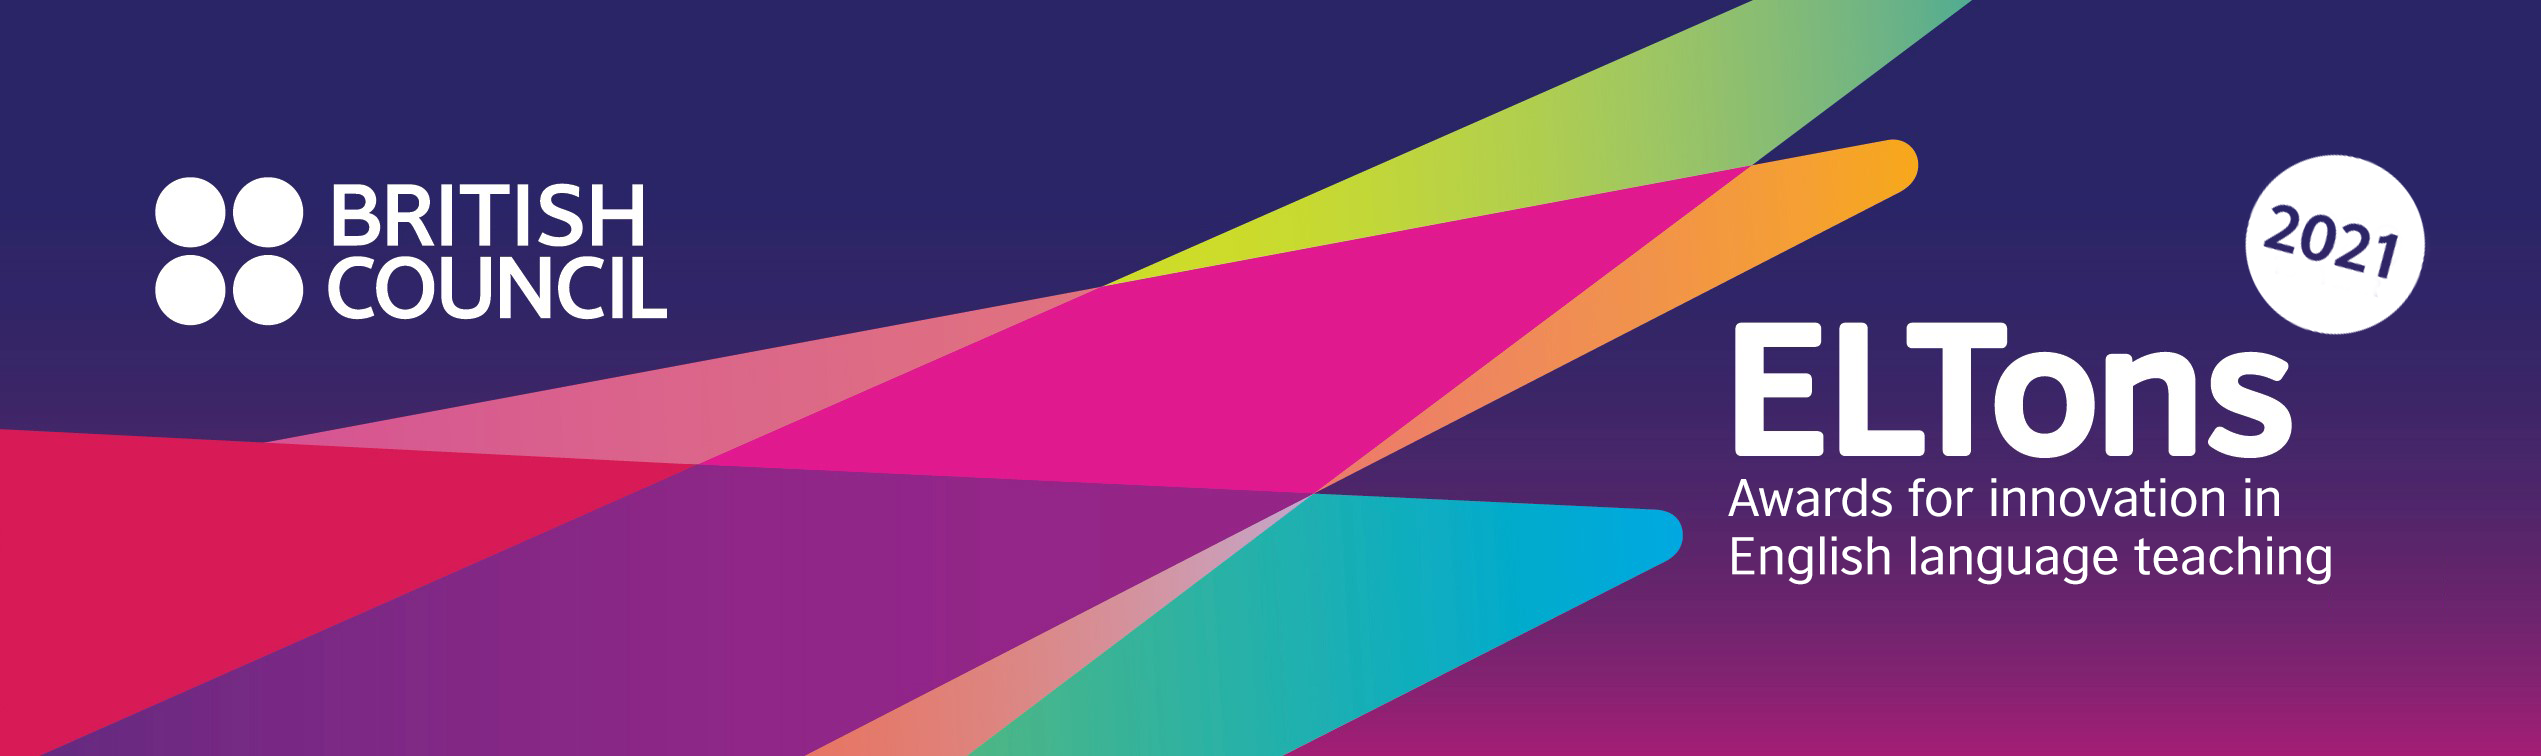 BRITISH
COUNCIL
2021
ELTons
Awards for innovation in
English language teaching